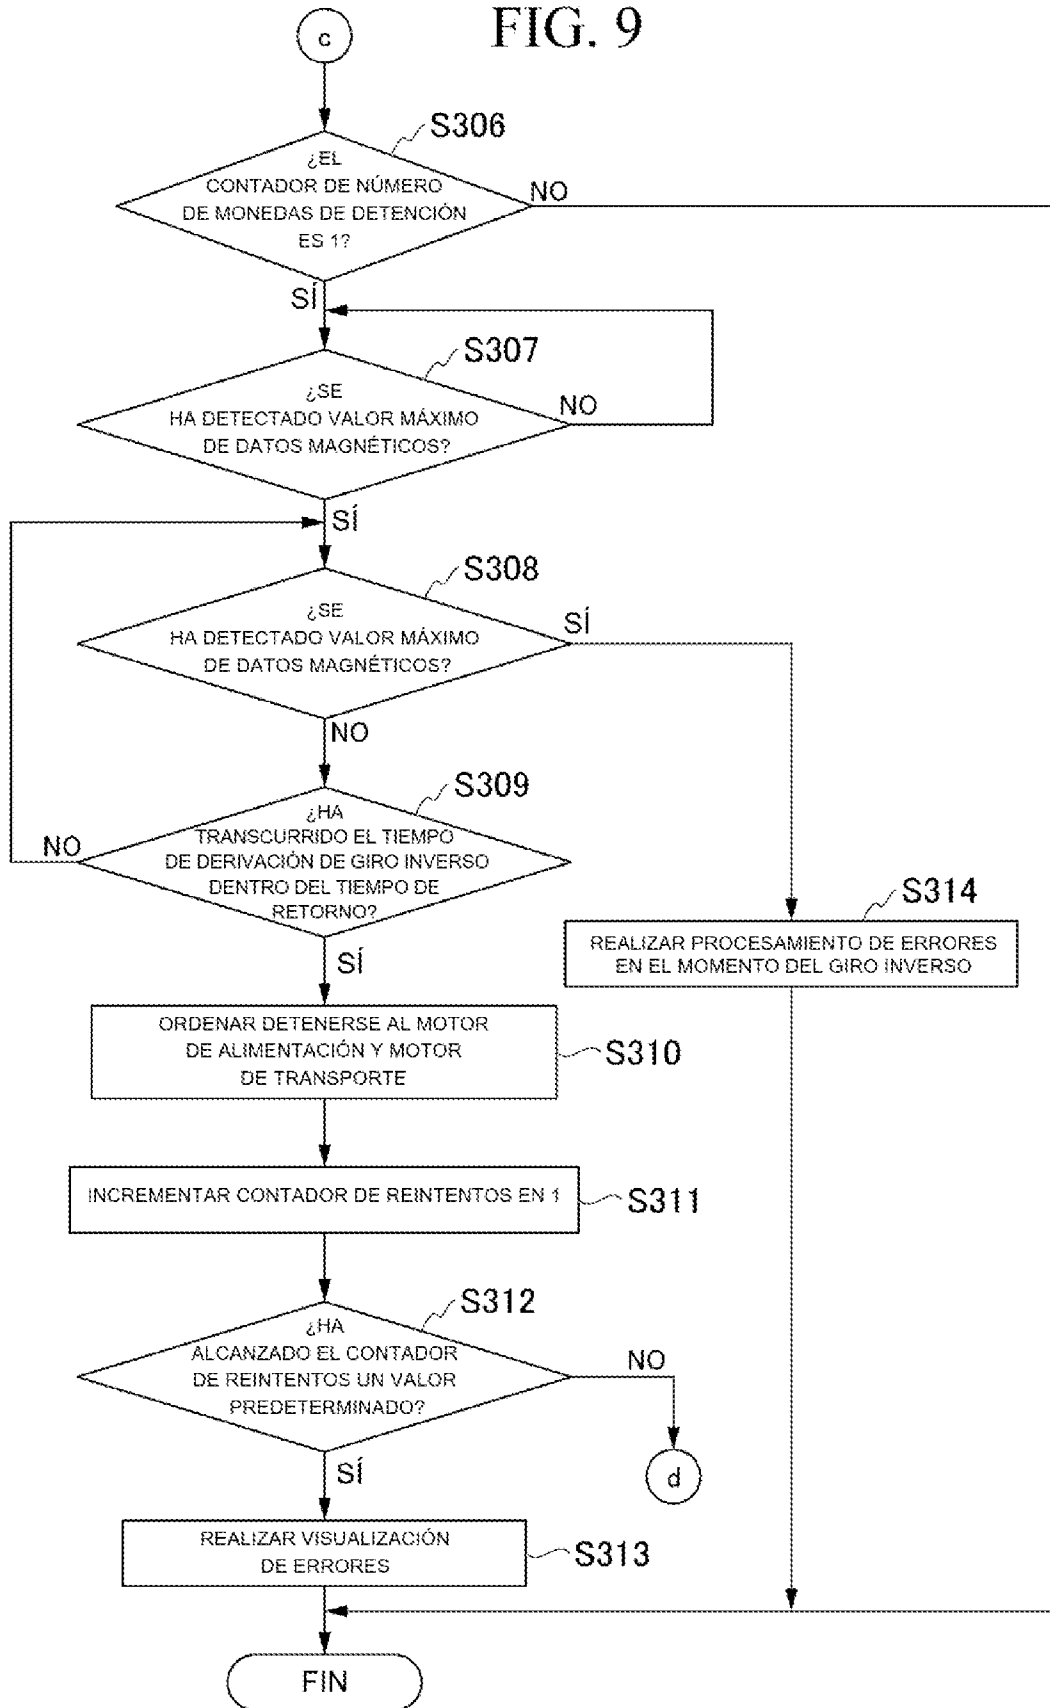 FIG. 9
c
S306
¿EL
CONTADOR DE NÚMERO
DE MONEDAS DE DETENCIÓN
ES 1?
NO
SÍ
S307
¿SE
HA DETECTADO VALOR MÁXIMO
DE DATOS MAGNÉTICOS?
NO
SÍ
S308
¿SE
HA DETECTADO VALOR MÁXIMO
DE DATOS MAGNÉTICOS?
SÍ
NO
S309
¿HA
TRANSCURRIDO EL TIEMPO
DE DERIVACIÓN DE GIRO INVERSO
DENTRO DEL TIEMPO DE
RETORNO?
NO
SÍ
S314
REALIZAR PROCESAMIENTO DE ERRORES
EN EL MOMENTO DEL GIRO INVERSO
ORDENAR DETENERSE AL MOTOR
DE ALIMENTACIÓN Y MOTOR
DE TRANSPORTE
S310
INCREMENTAR CONTADOR DE REINTENTOS EN 1
S311
S312
¿HA
ALCANZADO EL CONTADOR
DE REINTENTOS UN VALOR
PREDETERMINADO?
NO
d
SÍ
REALIZAR VISUALIZACIÓN
DE ERRORES
S313
FIN